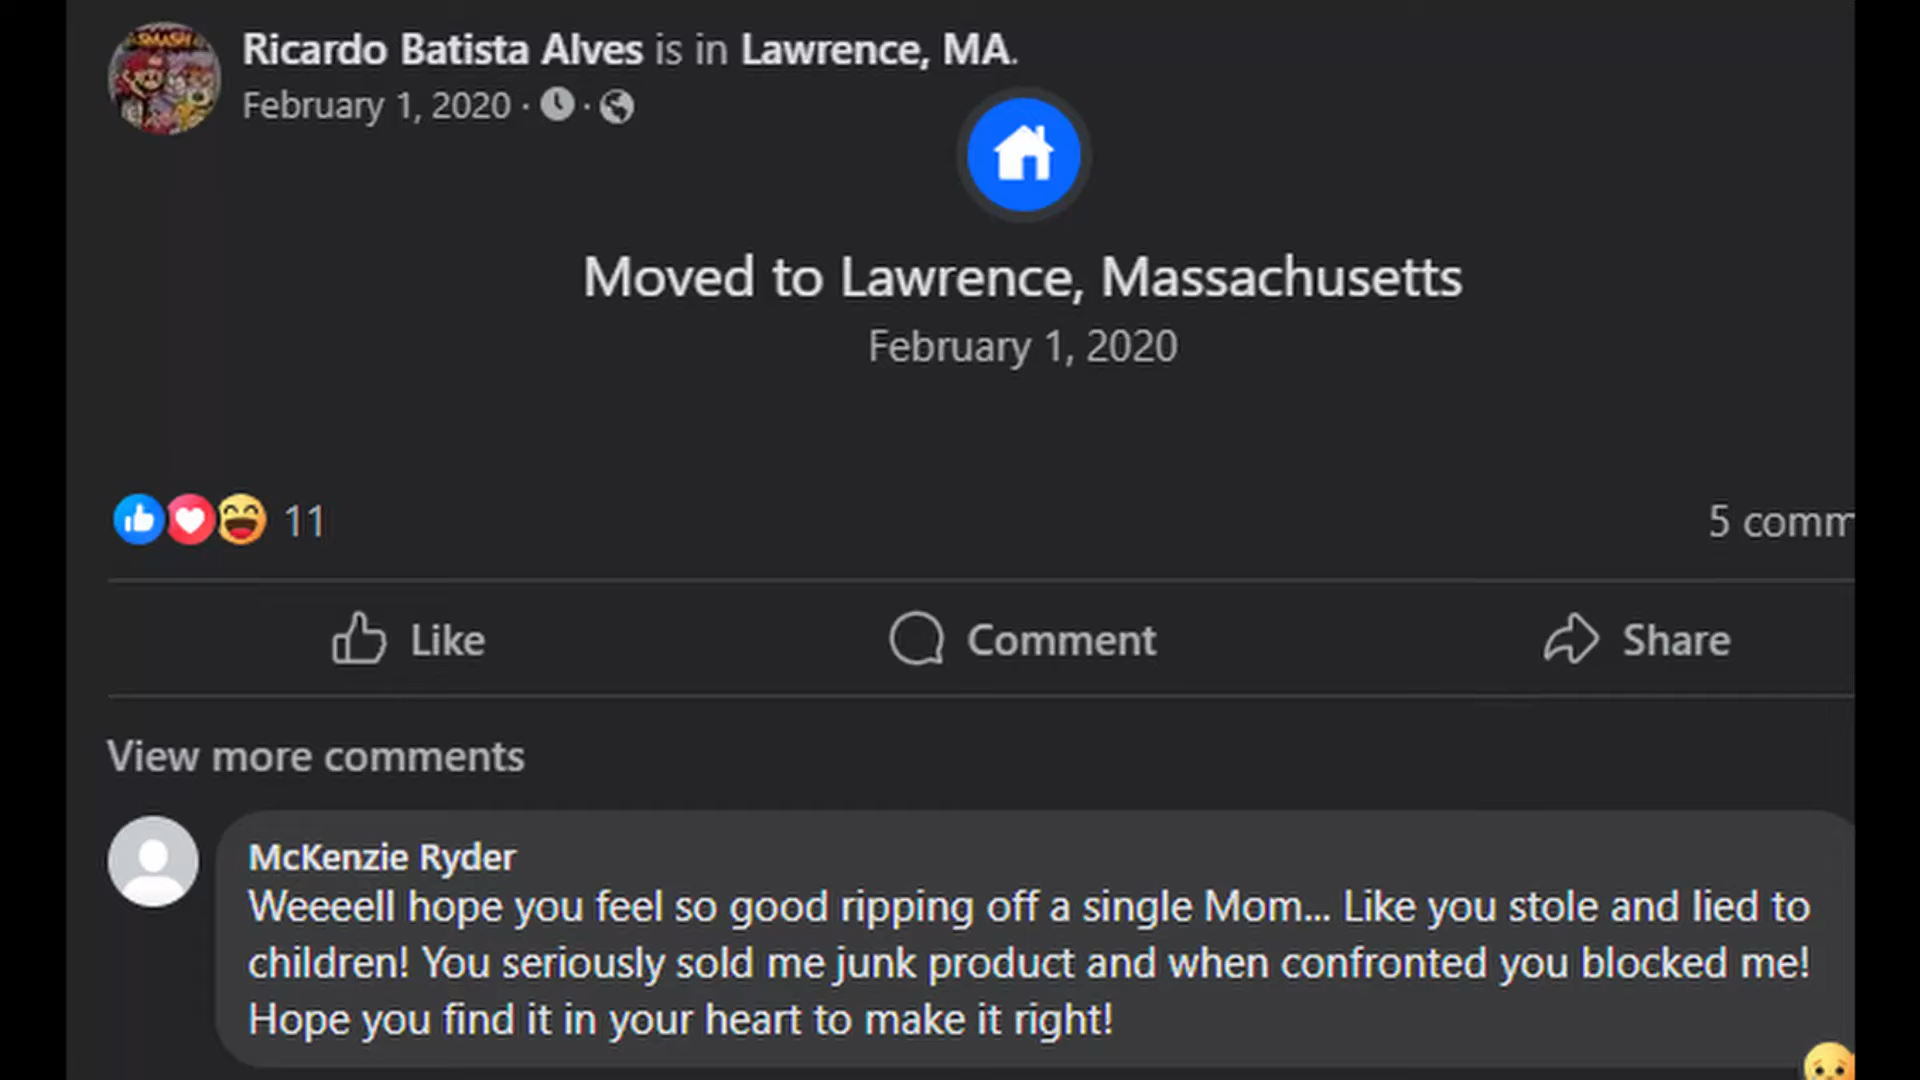 SMASH
Ricardo Batista Alves is in Lawrence, MA.
February 1, 2020 · ·
Moved to Lawrence, Massachusetts
February 1, 2020
11
5 comm
Like
Comment
Share
View more comments
McKenzie Ryder
Weeeell hope you feel so good ripping off a single Mom... Like you stole and lied to
children! You seriously sold me junk product and when confronted you blocked me!
Hope you find it in your heart to make it right!